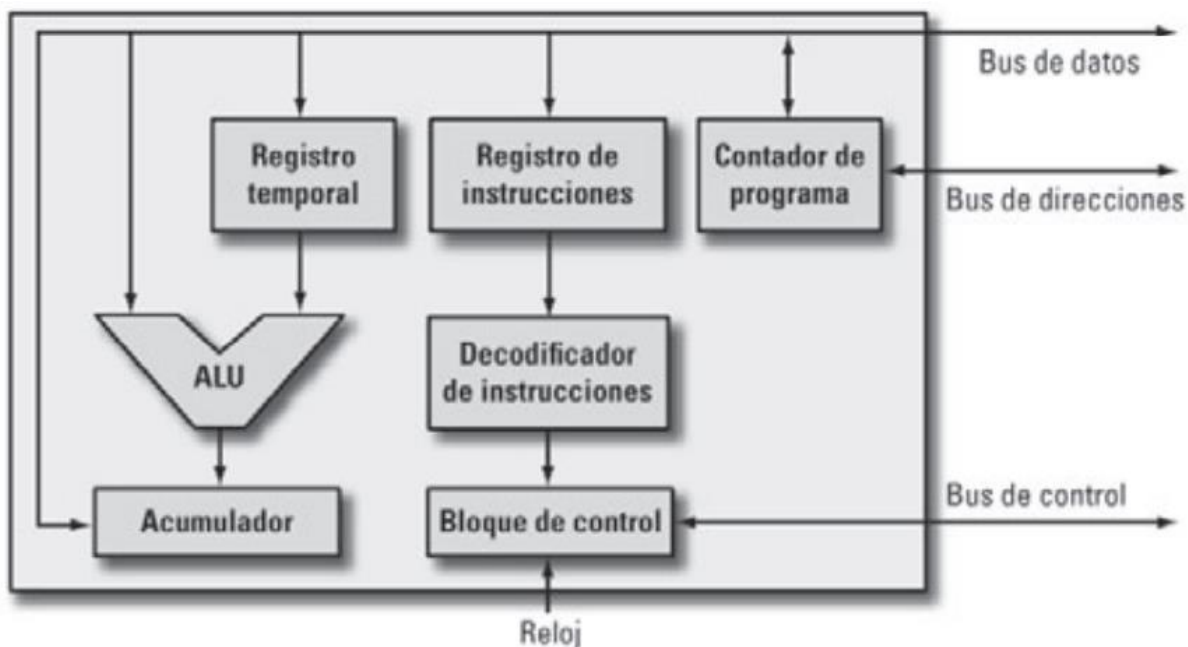 Bus de datos
Registro
temporal
Registro de
instrucciones
Contador de
programa
Bus de direcciones
ALU
Decodificador
de instrucciones
Acumulador
Bloque de control
Bus de control
Reloj